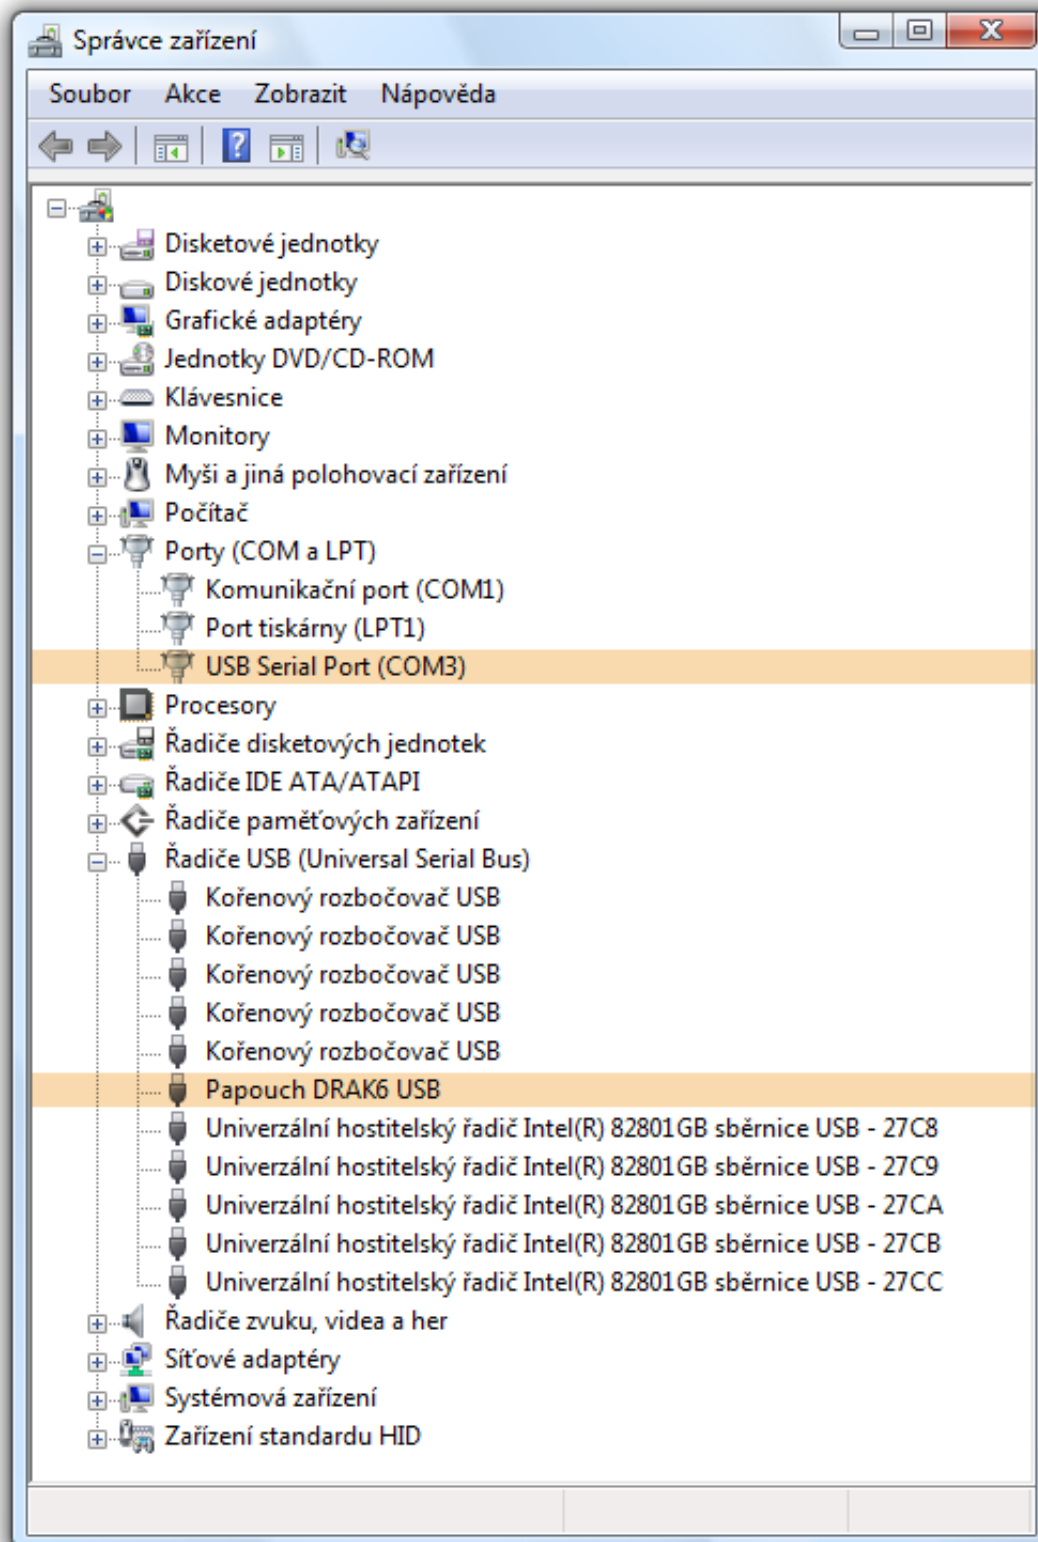 Správce zařízení
Soubor Akce Zobrazit Nápověda
Disketové jednotky
Diskové jednotky
Grafické adaptéry
Jednotky DVD/CD-ROM
Klávesnice
Monitory
Myši a jiná polohovací zařízení
Počítač
Porty (COM a LPT)
Komunikační port (COM1)
Port tiskárny (LPT1)
USB Serial Port (COM3)
Procesory
Řadiče disketových jednotek
Řadiče IDE ATA/ATAPI
Řadiče paměťových zařízení
Řadiče USB (Universal Serial Bus)
Kořenový rozbočovač USB
Kořenový rozbočovač USB
Kořenový rozbočovač USB
Kořenový rozbočovač USB
Kořenový rozbočovač USB
Papouch DRAK6 USB
Univerzální hostitelský řadič Intel(R) 82801GB sběrnice USB - 27C8
Univerzální hostitelský řadič Intel(R) 82801GB sběrnice USB - 27C9
Univerzální hostitelský řadič Intel(R) 82801GB sběrnice USB - 27CA
Univerzální hostitelský řadič Intel(R) 82801GB sběrnice USB - 27CB
Univerzální hostitelský řadič Intel(R) 82801GB sběrnice USB - 27CC
Řadiče zvuku, videa a her
Síťové adaptéry
Systémová zařízení
Zařízení standardu HID